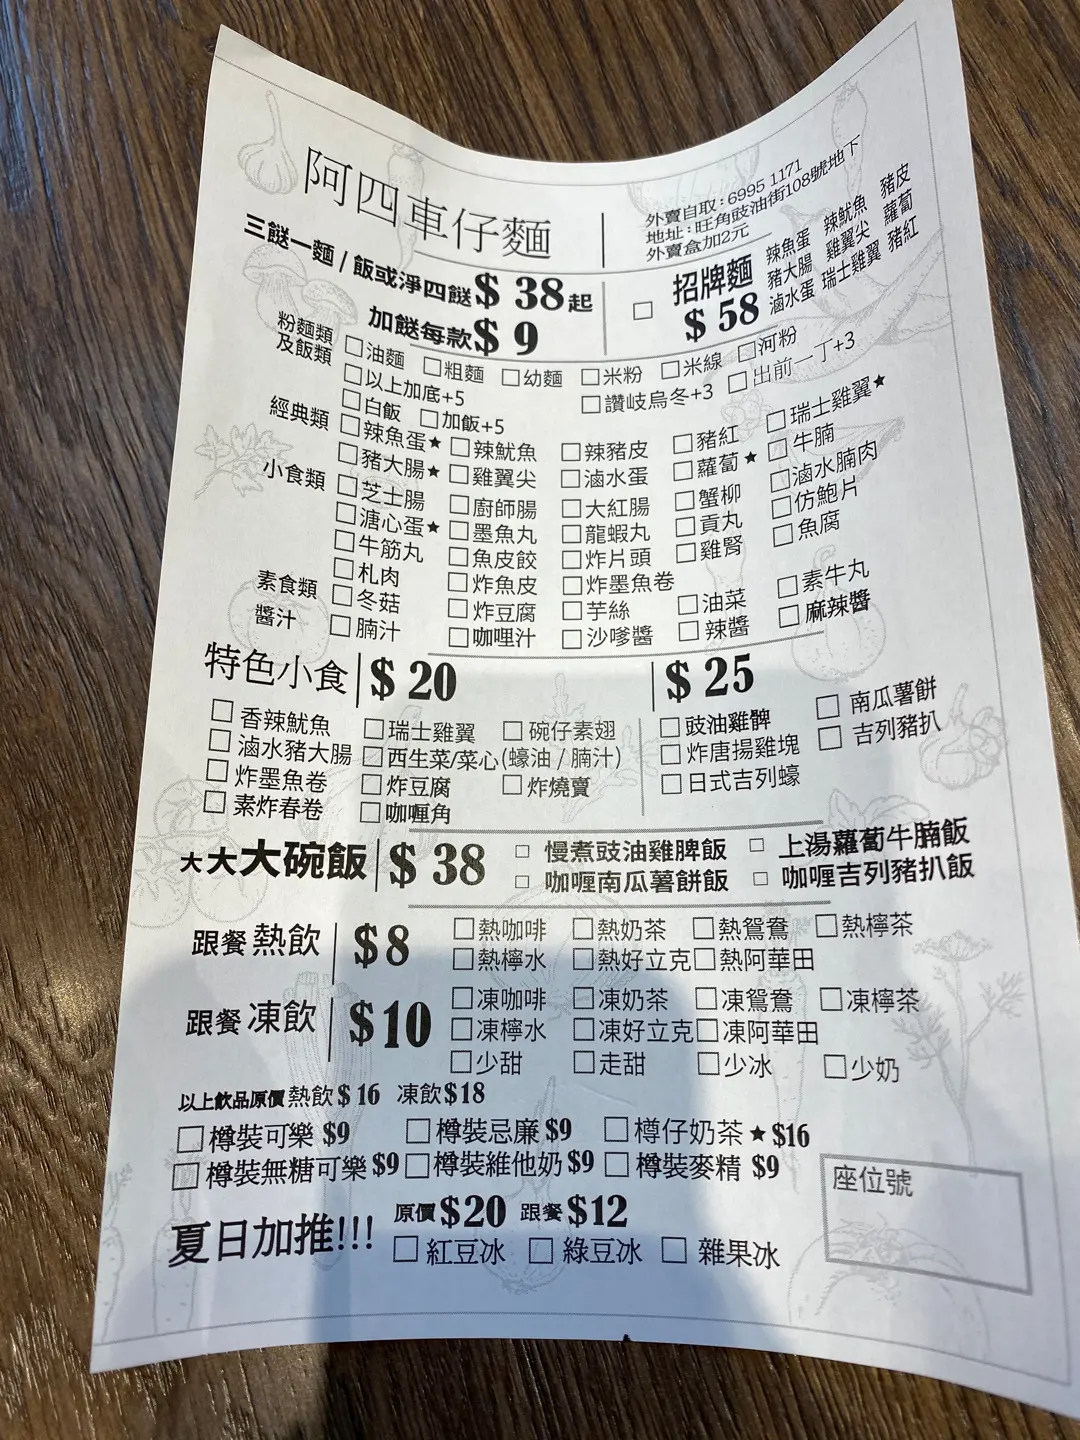 阿四車仔麵
外賣自取:6995 1171
地址:旺角豉油街108號地下
外賣盒加2元
三餸一麵/飯或淨四餸$38起
加餸每款$9
□ 招牌麵 $58
辣魚蛋 辣魷魚 豬皮
豬大腸 雞翼尖 蘿蔔
滷水蛋 瑞士雞翼 豬紅
粉麵類及飯類
□油麵 □粗麵 □幼麵 □米粉 □米線 □河粉
□以上加底+5 □讚岐烏冬+3 □出前一丁+3
□白飯 □加飯+5
經典類
□辣魚蛋★ □辣魷魚 □辣豬皮 □豬紅 □瑞士雞翼★
□豬大腸★ □雞翼尖 □滷水蛋 □蘿蔔★ □牛腩
小食類
□芝士腸 □廚師腸 □大紅腸 □蟹柳 □滷水腩肉
□溏心蛋★ □墨魚丸 □龍蝦丸 □貢丸 □仿鮑片
□牛筋丸 □魚皮餃 □炸片頭 □雞腎 □魚腐
□札肉 □炸魚皮 □炸墨魚卷
素食類
□冬菇 □炸豆腐 □芋絲 □油菜 □素牛丸
醬汁
□腩汁 □咖哩汁 □沙嗲醬 □辣醬 □麻辣醬
特色小食 $20
□香辣魷魚 □瑞士雞翼 □碗仔素翅
□滷水豬大腸 □西生菜/菜心(蠔油/腩汁)
□炸墨魚卷 □炸豆腐 □炸燒賣
□素炸春卷 □咖喱角
$25
□豉油雞髀 □南瓜薯餅
□炸唐揚雞塊 □吉列豬扒
□日式吉列蠔
大大大碗飯 $38
□ 慢煮豉油雞脾飯 □ 上湯蘿蔔牛腩飯
□ 咖喱南瓜薯餅飯 □ 咖喱吉列豬扒飯
跟餐熱飲 $8
□熱咖啡 □熱奶茶 □熱鴛鴦 □熱檸茶
□熱檸水 □熱好立克 □熱阿華田
跟餐凍飲 $10
□凍咖啡 □凍奶茶 □凍鴛鴦 □凍檸茶
□凍檸水 □凍好立克 □凍阿華田
□少甜 □走甜 □少冰 □少奶
以上飲品原價熱飲$16 凍飲$18
□樽裝可樂 $9 □樽裝忌廉 $9 □樽仔奶茶★$16
□樽裝無糖可樂 $9 □樽裝維他奶 $9 □樽裝麥精 $9
座位號
夏日加推!!! 原價$20 跟餐$12
□紅豆冰 □綠豆冰 □雜果冰